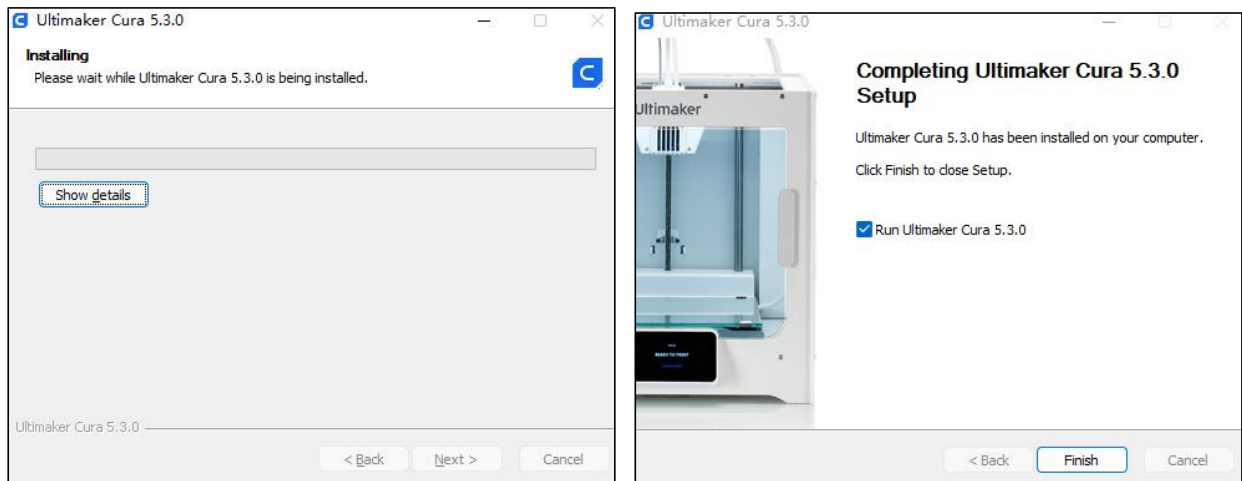 Ultimaker Cura 5.3.0
Installing
Please wait while Ultimaker Cura 5.3.0 is being installed.
Show details
Ultimaker Cura 5.3.0
< Back Next > Cancel
Ultimaker Cura 5.3.0
Ultimaker
READY TO PRINT
Completing Ultimaker Cura 5.3.0
Setup
Ultimaker Cura 5.3.0 has been installed on your computer.
Click Finish to close Setup.
Run Ultimaker Cura 5.3.0
< Back Finish Cancel